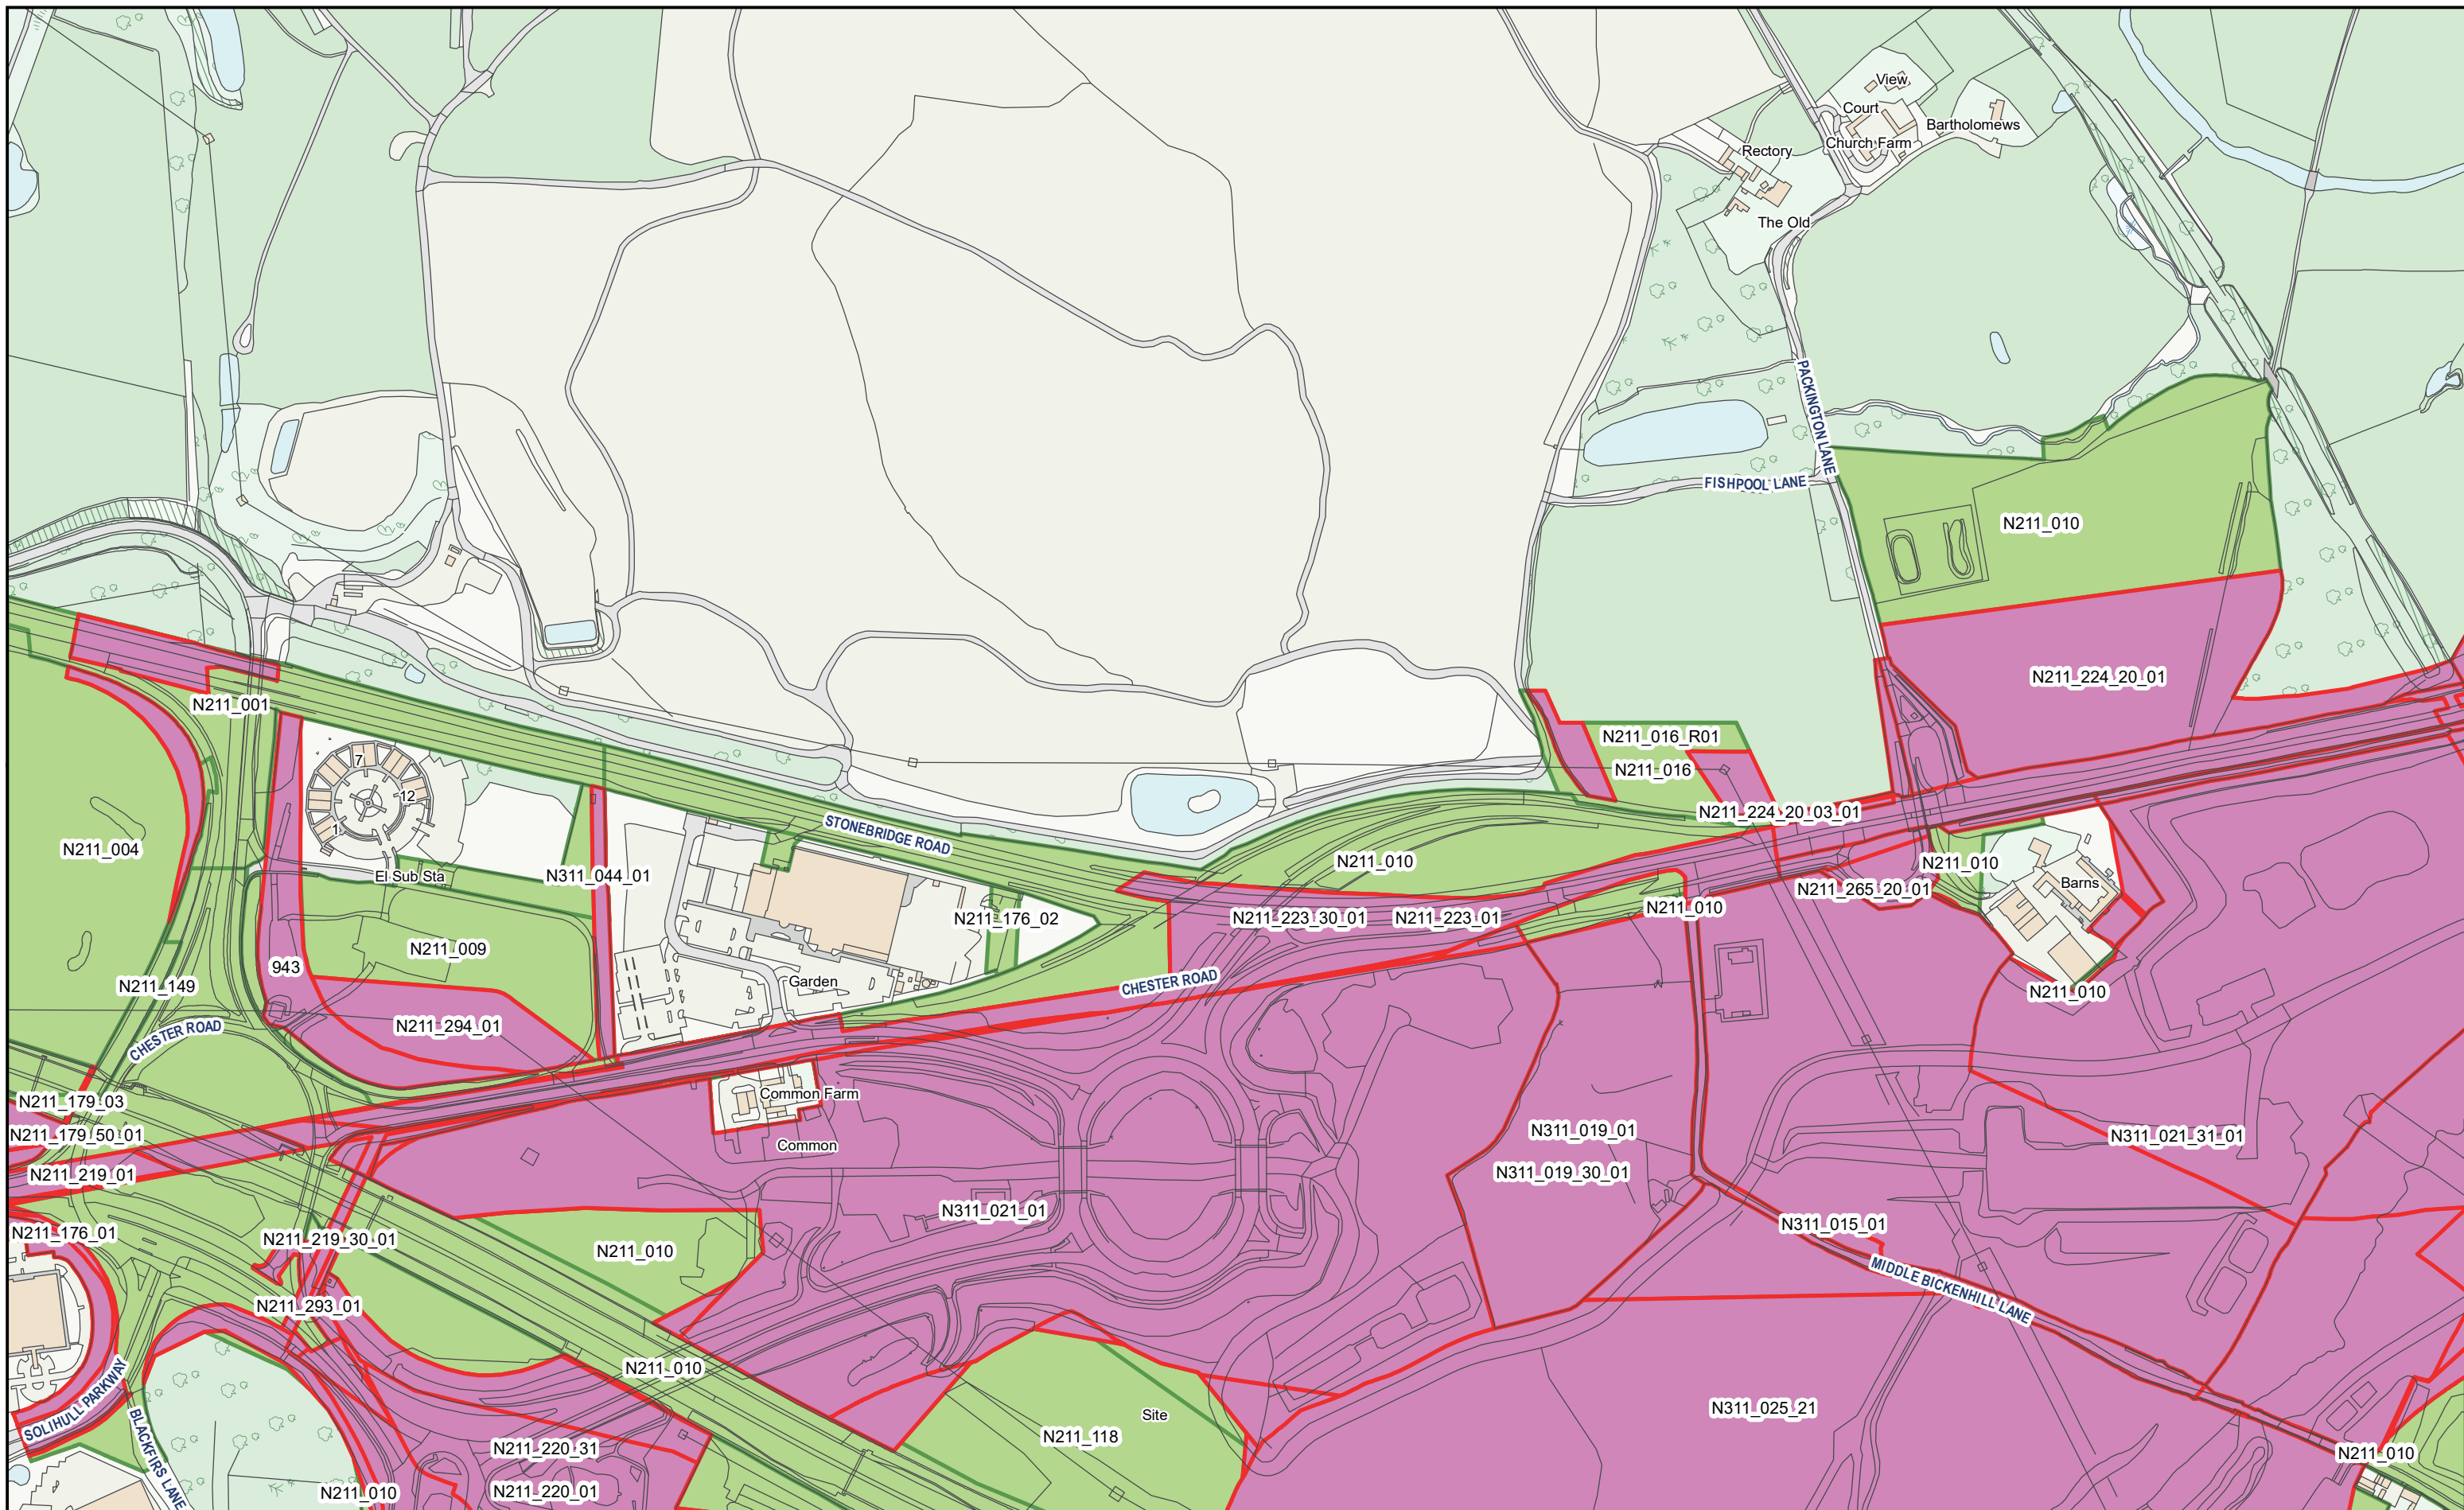 View
Court
Bartholomews
Church Farm
Rectory
The Old
PACKINGTON LANE
FISHPOOL LANE
N211_010
N211_224_20_01
N211_001
N211_016_R01
N211_016
7
12
1
N211_224_20_03_01
STONEBRIDGE ROAD
N211_004
N211_010
N211_010
El Sub Sta
N311_044_01
Barns
N211_265_20_01
N211_176_02
N211_223_30_01
N211_223_01
N211_010
N211_009
943
Garden
CHESTER ROAD
N211_149
N211_010
N211_294_01
CHESTER ROAD
Common Farm
N211_179_03
N211_179_50_01
Common
N311_019_01
N311_021_31_01
N211_219_01
N311_019_30_01
N311_021_01
N311_015_01
N211_176_01
N211_219_30_01
N211_010
MIDDLE BICKENHILL LANE
N211_293_01
N211_010
SOLIHULL PARKWAY
N311_025_21
Site
N211_118
BLACKFIRS LANE
N211_220_31
N211_010
N211_220_01
N211_010